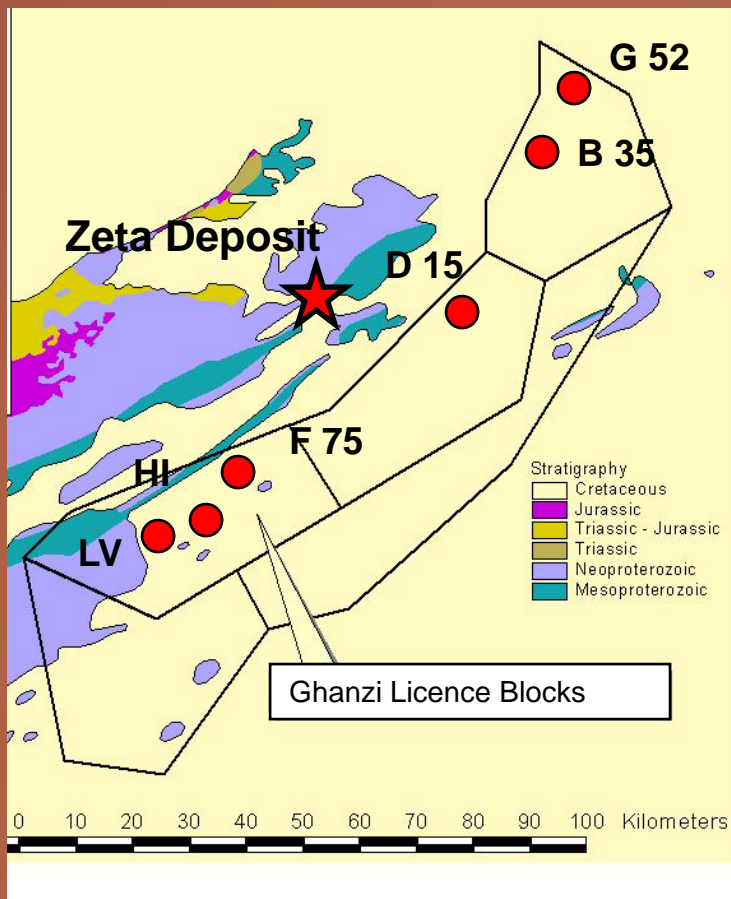 G 52
B 35
Zeta Deposit
D 15
F 75
HI
LV
Stratigraphy
Cretaceous
Jurassic
Triassic - Jurassic
Triassic
Neoproterozoic
Mesoproterozoic
Ghanzi Licence Blocks
0 10 20 30 40 50 60 70 80 90 100 Kilometers